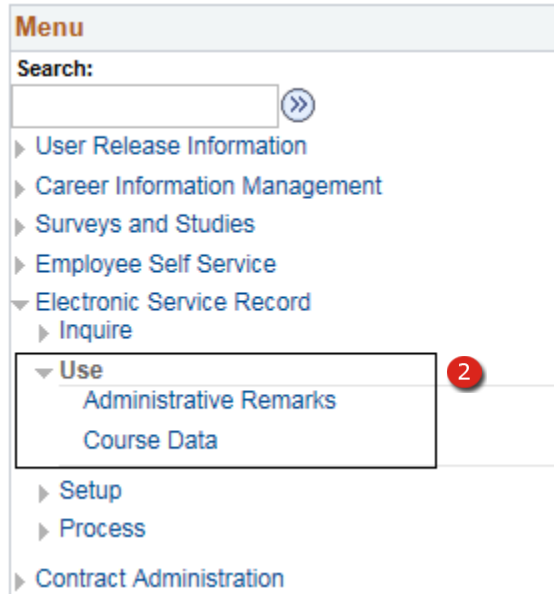 Menu
Search:
User Release Information
Career Information Management
Surveys and Studies
Employee Self Service
Electronic Service Record
Inquire
Use
2
Administrative Remarks
Course Data
Setup
Process
Contract Administration